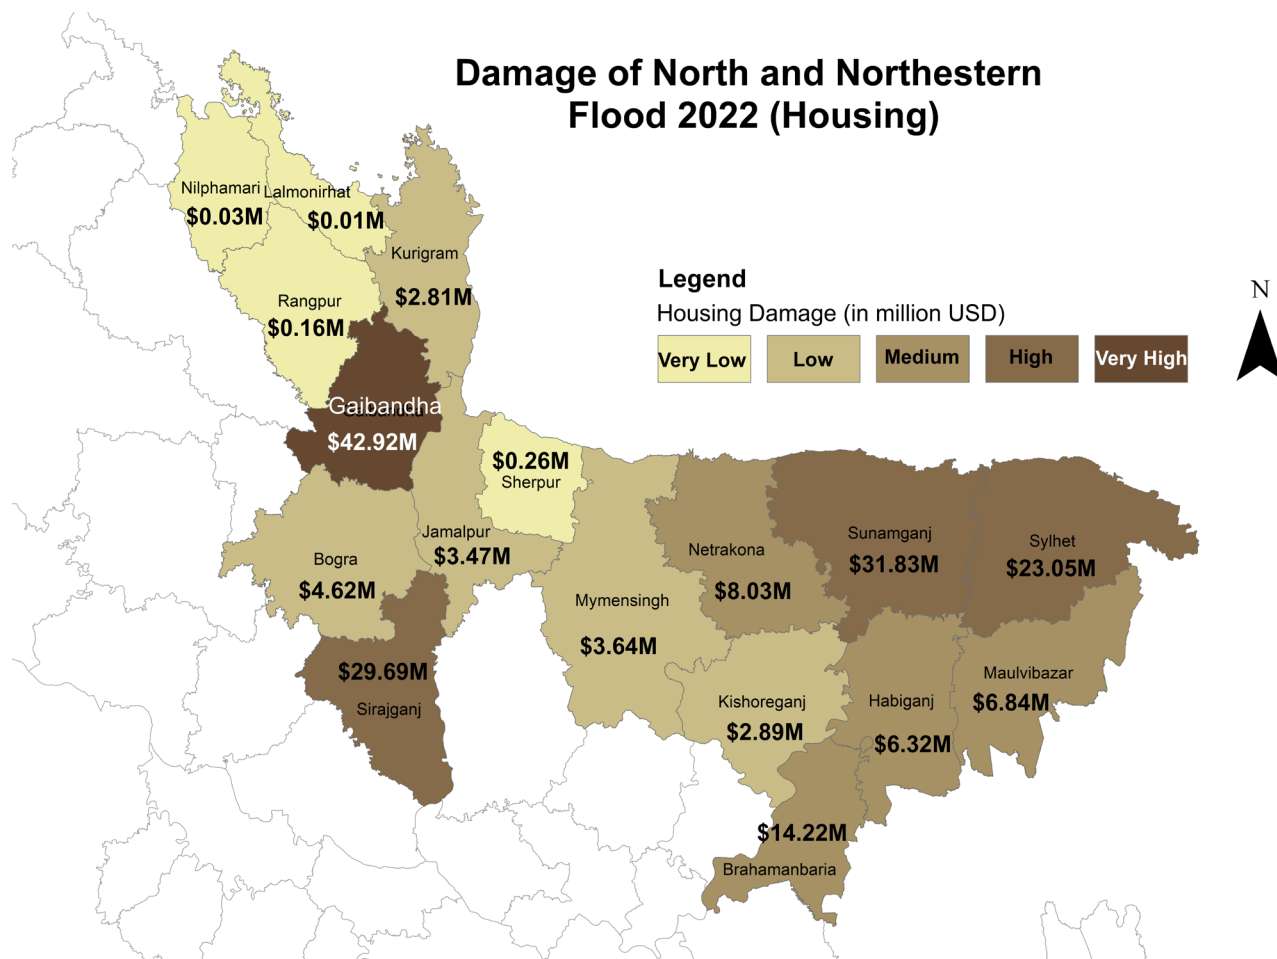 Damage of North and Northestern
Flood 2022 (Housing)
Nilphamari
$0.03M
Lalmonirhat
$0.01M
Kurigram
$2.81M
Rangpur
$0.16M
Legend
Housing Damage (in million USD)
Very Low
Low
Medium
High
Very High
N
Gaibandha
Gaibandha
$42.92M
$0.26M
Sherpur
Jamalpur
$3.47M
Bogra
$4.62M
Netrakona
$8.03M
Sunamganj
$31.83M
Sylhet
$23.05M
Mymensingh
$3.64M
$29.69M
Sirajganj
Kishoreganj
$2.89M
Habiganj
$6.32M
Maulvibazar
$6.84M
$14.22M
Brahamanbaria